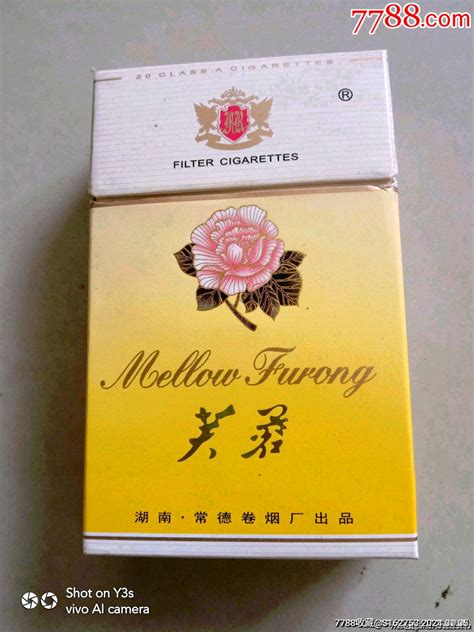 7788.com
20 CLASS·A CIGARETTES
®
FILTER CIGARETTES
Mellow Furong
芙蓉
湖南·常德卷烟厂出品
Shot on Y3s
vivo AI camera